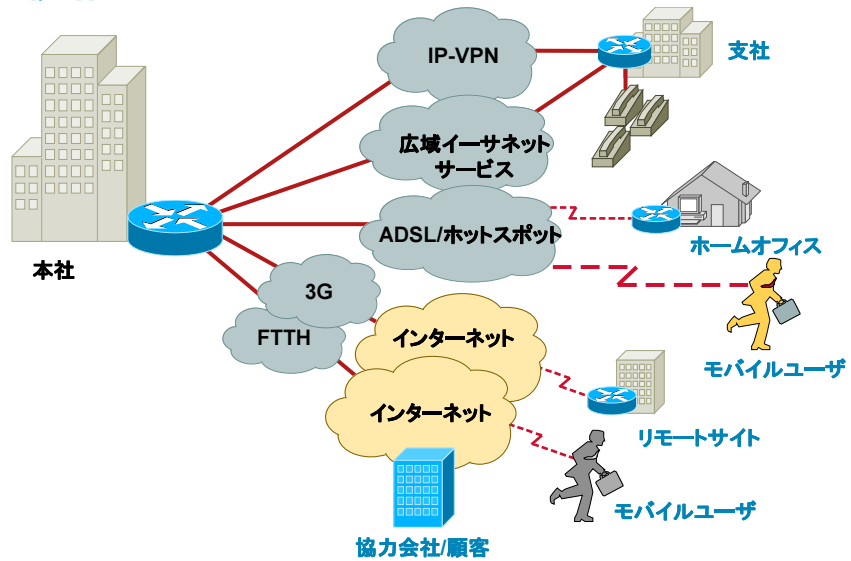 IP-VPN
支社
広域イーサネット
サービス
ADSL/ホットスポット
ホームオフィス
本社
3G
FTTH
インターネット
モバイルユーザ
インターネット
リモートサイト
モバイルユーザ
協力会社/顧客